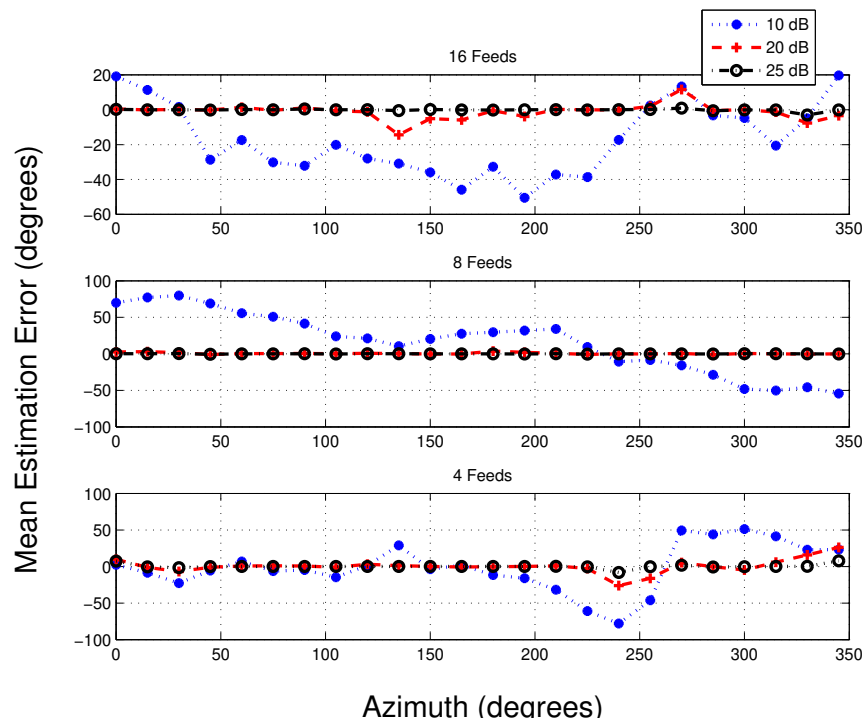 10 dB
20 dB
25 dB
16 Feeds
20
0
−20
−40
−60
0 50 100 150 200 250 300 350
8 Feeds
100
50
0
−50
−100
0 50 100 150 200 250 300 350
4 Feeds
100
50
0
−50
−100
0 50 100 150 200 250 300 350
Mean Estimation Error (degrees)
Azimuth (degrees)